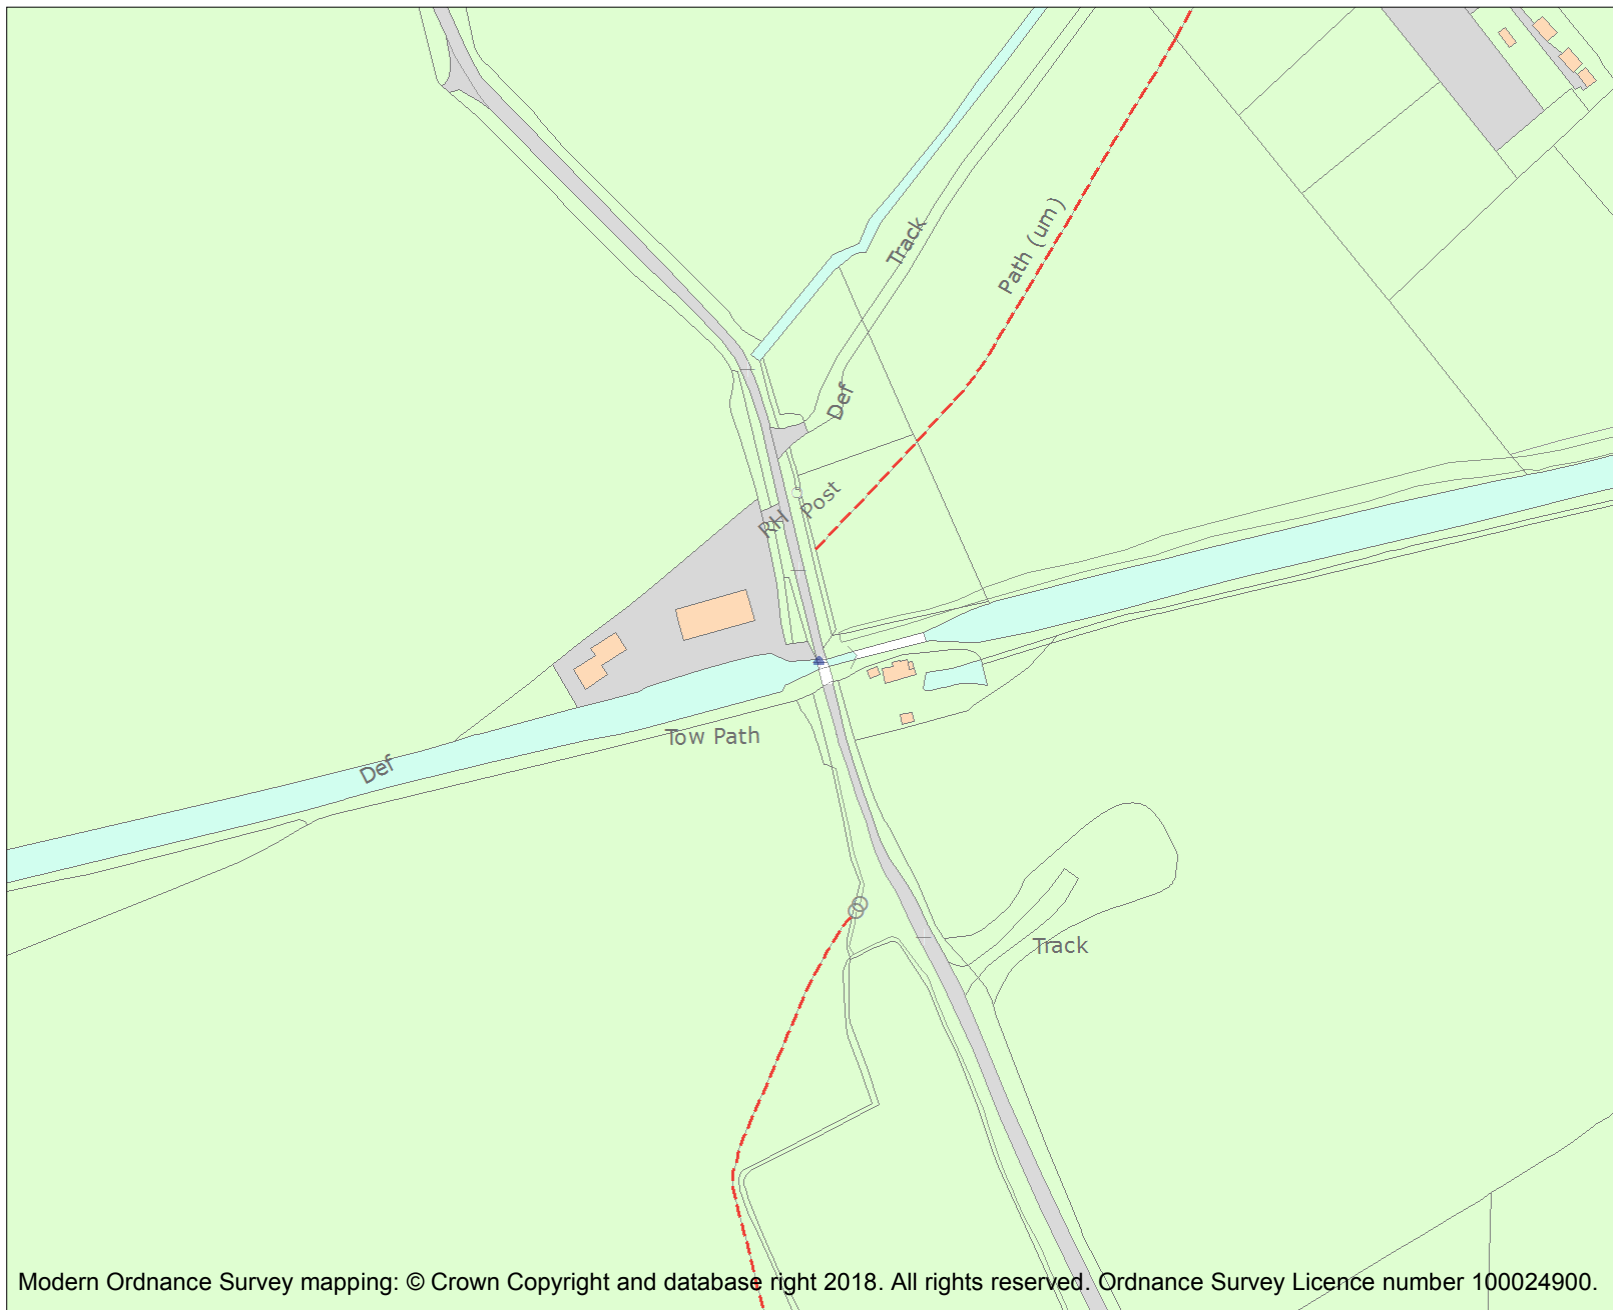 Track
Path (um)
Def
Post
RH
Tow Path
Def
Track
Modern Ordnance Survey mapping: © Crown Copyright and database right 2018. All rights reserved. Ordnance Survey Licence number 100024900.